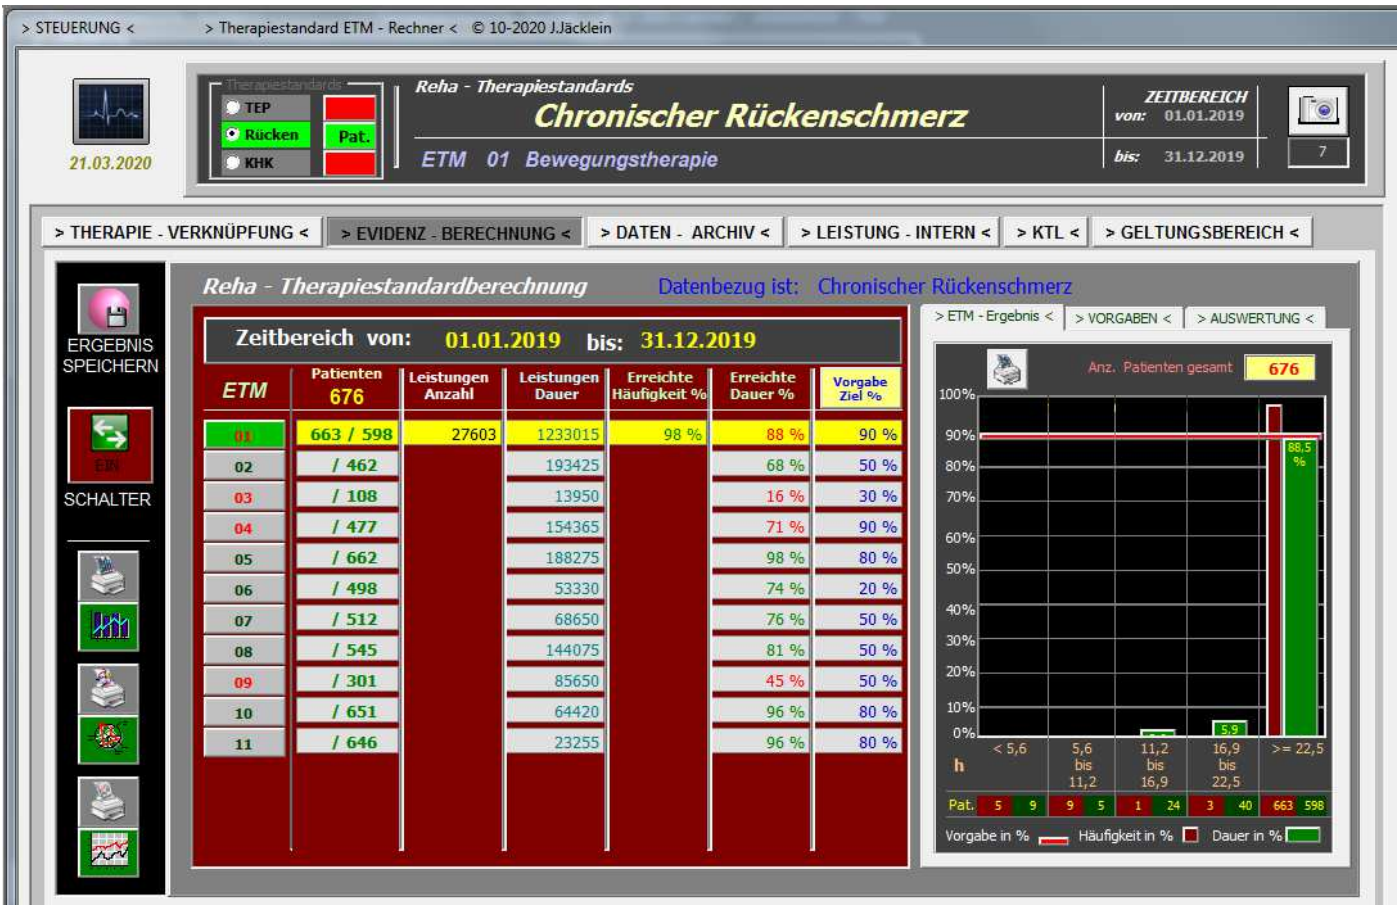 > STEUERUNG < > Therapiestandard ETM - Rechner < © 10-2020 J.Jäcklein
21.03.2020
Therapiestandards
TEP
Rücken Pat.
KHK
Reha - Therapiestandards
Chronischer Rückenschmerz
ETM 01 Bewegungstherapie
ZEITBEREICH
von: 01.01.2019
bis: 31.12.2019
7
> THERAPIE - VERKNÜPFUNG < > EVIDENZ - BERECHNUNG < > DATEN - ARCHIV < > LEISTUNG - INTERN < > KTL < > GELTUNGSBEREICH <
ERGEBNIS
SPEICHERN
EIN
SCHALTER
Reha - Therapiestandardberechnung Datenbezug ist: Chronischer Rückenschmerz
Zeitbereich von: 01.01.2019 bis: 31.12.2019
ETM Patienten 676 Leistungen Anzahl Leistungen Dauer Erreichte Häufigkeit % Erreichte Dauer % Vorgabe Ziel %
01 663 / 598 27603 1233015 98 % 88 % 90 %
02 / 462 193425 68 % 50 %
03 / 108 13950 16 % 30 %
04 / 477 154365 71 % 90 %
05 / 662 188275 98 % 80 %
06 / 498 53330 74 % 20 %
07 / 512 68650 76 % 50 %
08 / 545 144075 81 % 50 %
09 / 301 85650 45 % 50 %
10 / 651 64420 96 % 80 %
11 / 646 23255 96 % 80 %
> ETM - Ergebnis < > VORGABEN < > AUSWERTUNG <
Anz. Patienten gesamt 676
100%
90%
80%
70%
60%
50%
40%
30%
20%
10%
0%
88,5
%
5,9
h < 5,6 5,6 bis 11,2 11,2 bis 16,9 16,9 bis 22,5 >= 22,5
Pat. 5 9 9 5 1 24 3 40 663 598
Vorgabe in % Häufigkeit in % Dauer in %